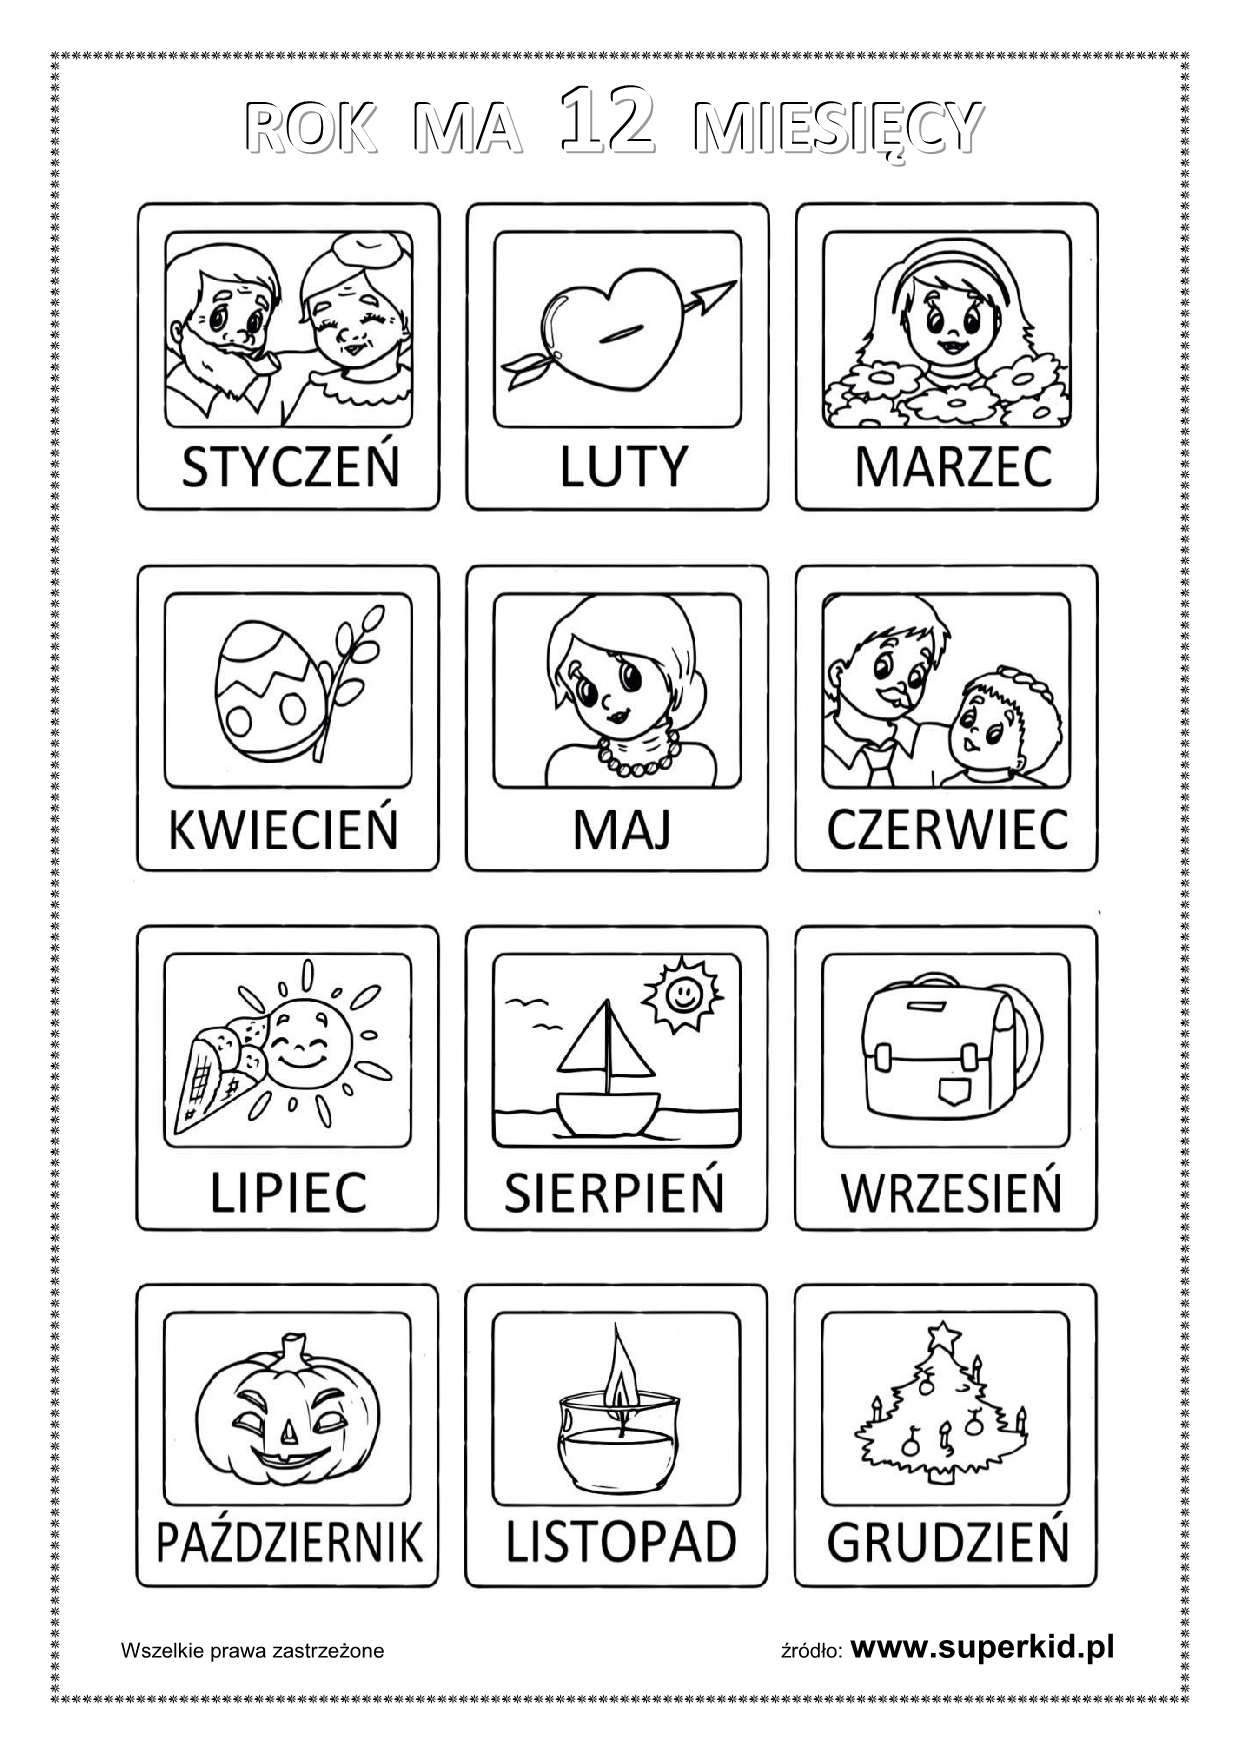 ROK MA 12 MIESIĘCY
STYCZEŃ
LUTY
MARZEC
KWIECIEŃ
MAJ
CZERWIEC
LIPIEC
SIERPIEŃ
WRZESIEŃ
PAŹDZIERNIK
LISTOPAD
GRUDZIEŃ
Wszelkie prawa zastrzeżone
źródło: www.superkid.pl